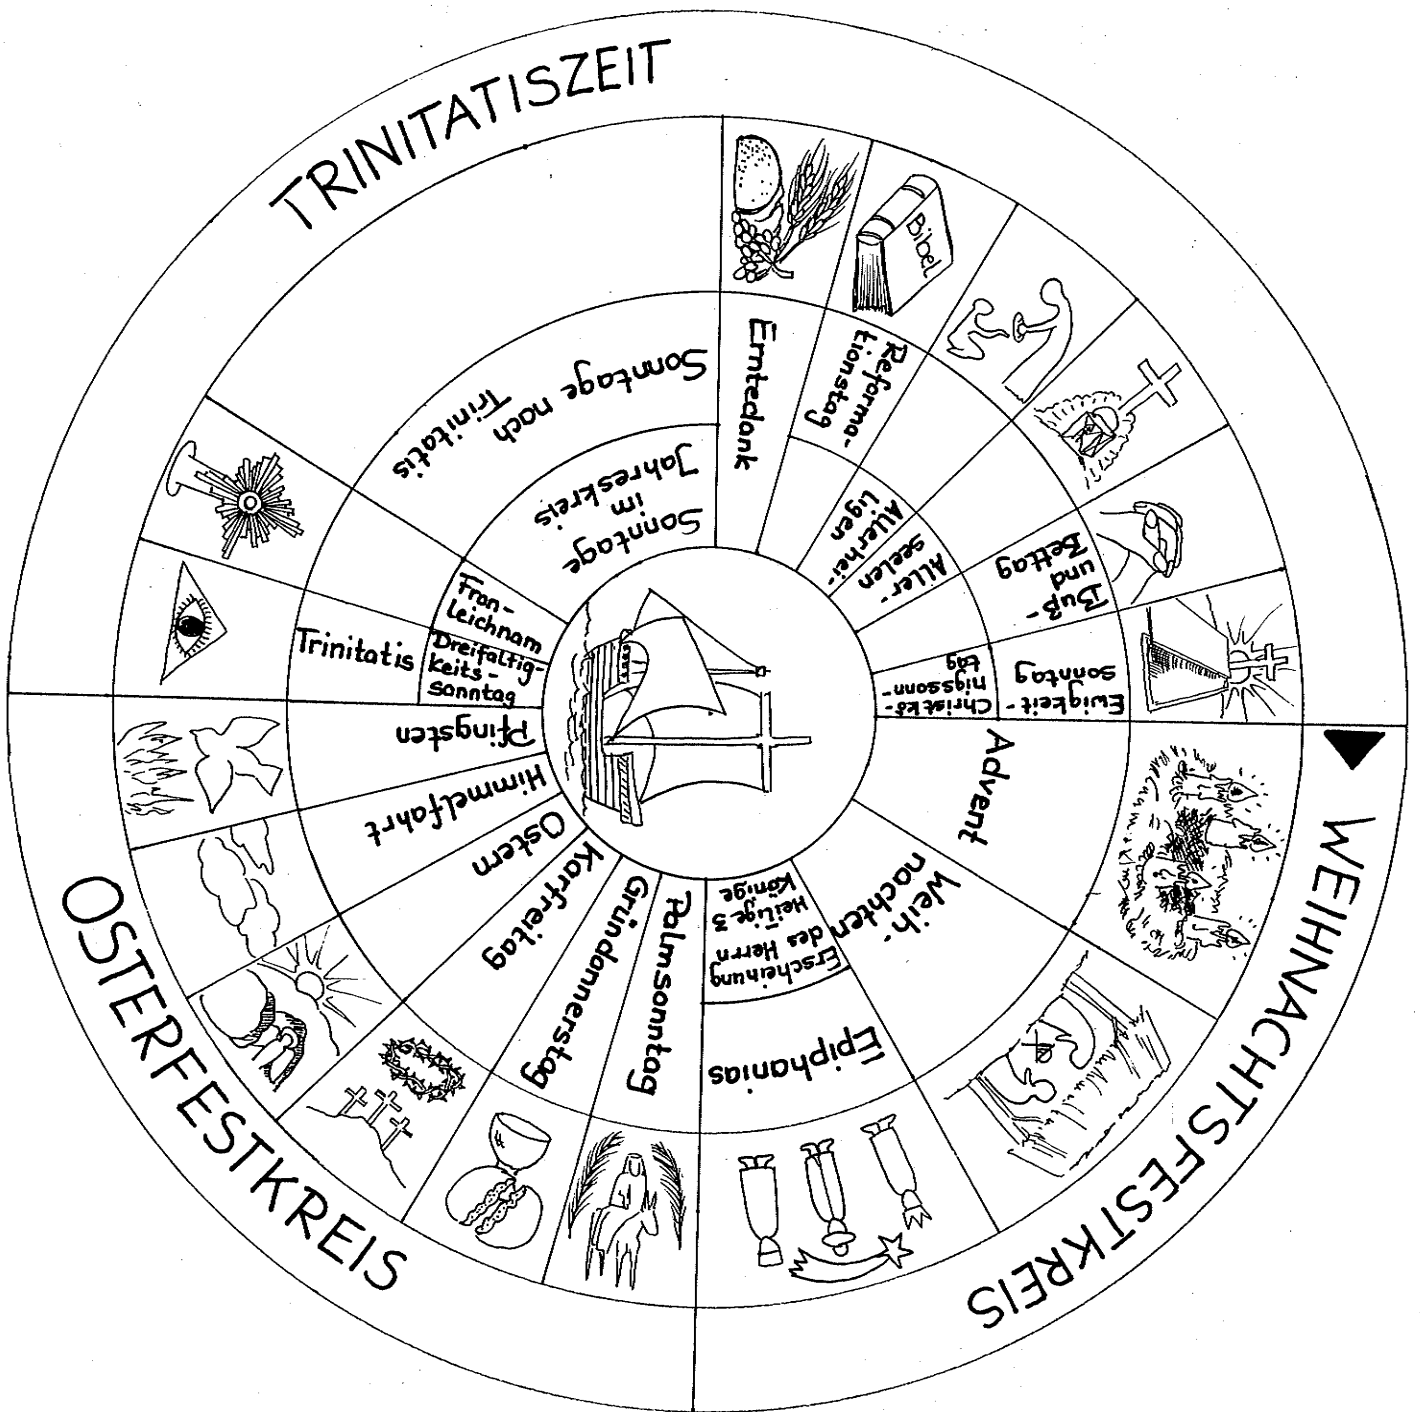 TRINITATISZEIT
WEIHNACHTSFESTKREIS
OSTERFESTKREIS
Advent
Weih-
nachten
Epiphanias
Erscheinung
des Herrn
Heilige 3
Könige
Palmsonntag
Gründonnerstag
Karfreitag
Ostern
Himmelfahrt
Pfingsten
Trinitatis
Dreifaltig-
keits-
sonntag
Fron-
leichnam
Sonntage nach
Trinitatis
Sonntage
im
Jahreskreis
Erntedank
Reforma-
tionstag
Bibel
Allerhei-
ligen
Aller-
seelen
Buß-
und
Bettag
Ewigkeit-
sonntag
Christkö-
nigssonn-
tag